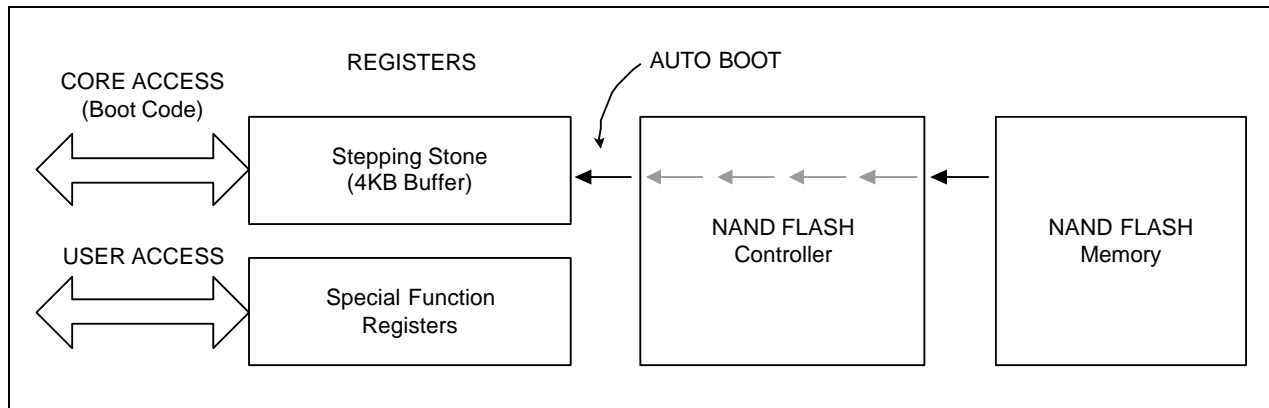 REGISTERS
AUTO BOOT
CORE ACCESS
(Boot Code)
Stepping Stone
(4KB Buffer)
NAND FLASH
Controller
NAND FLASH
Memory
USER ACCESS
Special Function
Registers